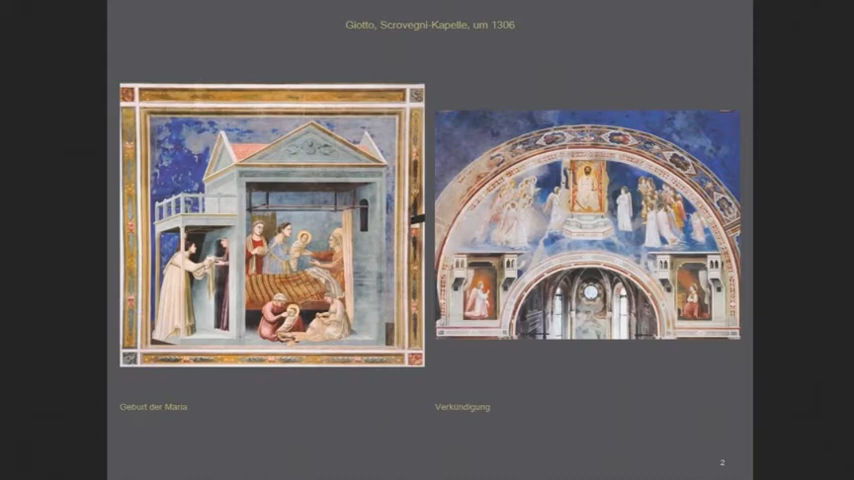 Giotto, Scrovegni-Kapelle, um 1306
Geburt der Maria
Verkündigung
2